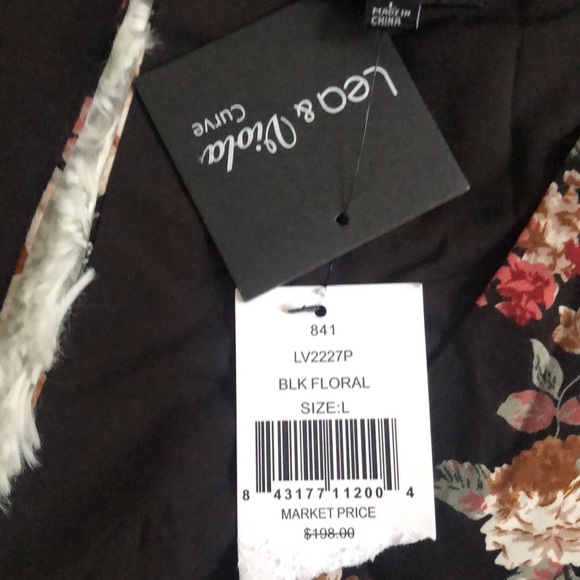 MADE IN
CHINA
Lea & Viola
Curve
841
LV2227P
BLK FLORAL
SIZE:L
8 43177 11200 4
MARKET PRICE
$198.00